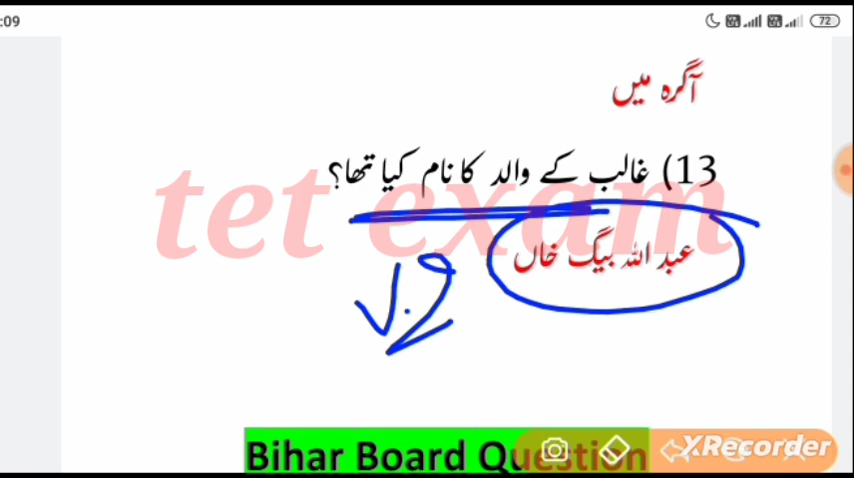 :09
72
آگرہ میں
13) غالب کے والد کا نام کیا تھا؟
tet exam
عبد اللہ بیگ خاں
Bihar Board Question
XRecorder